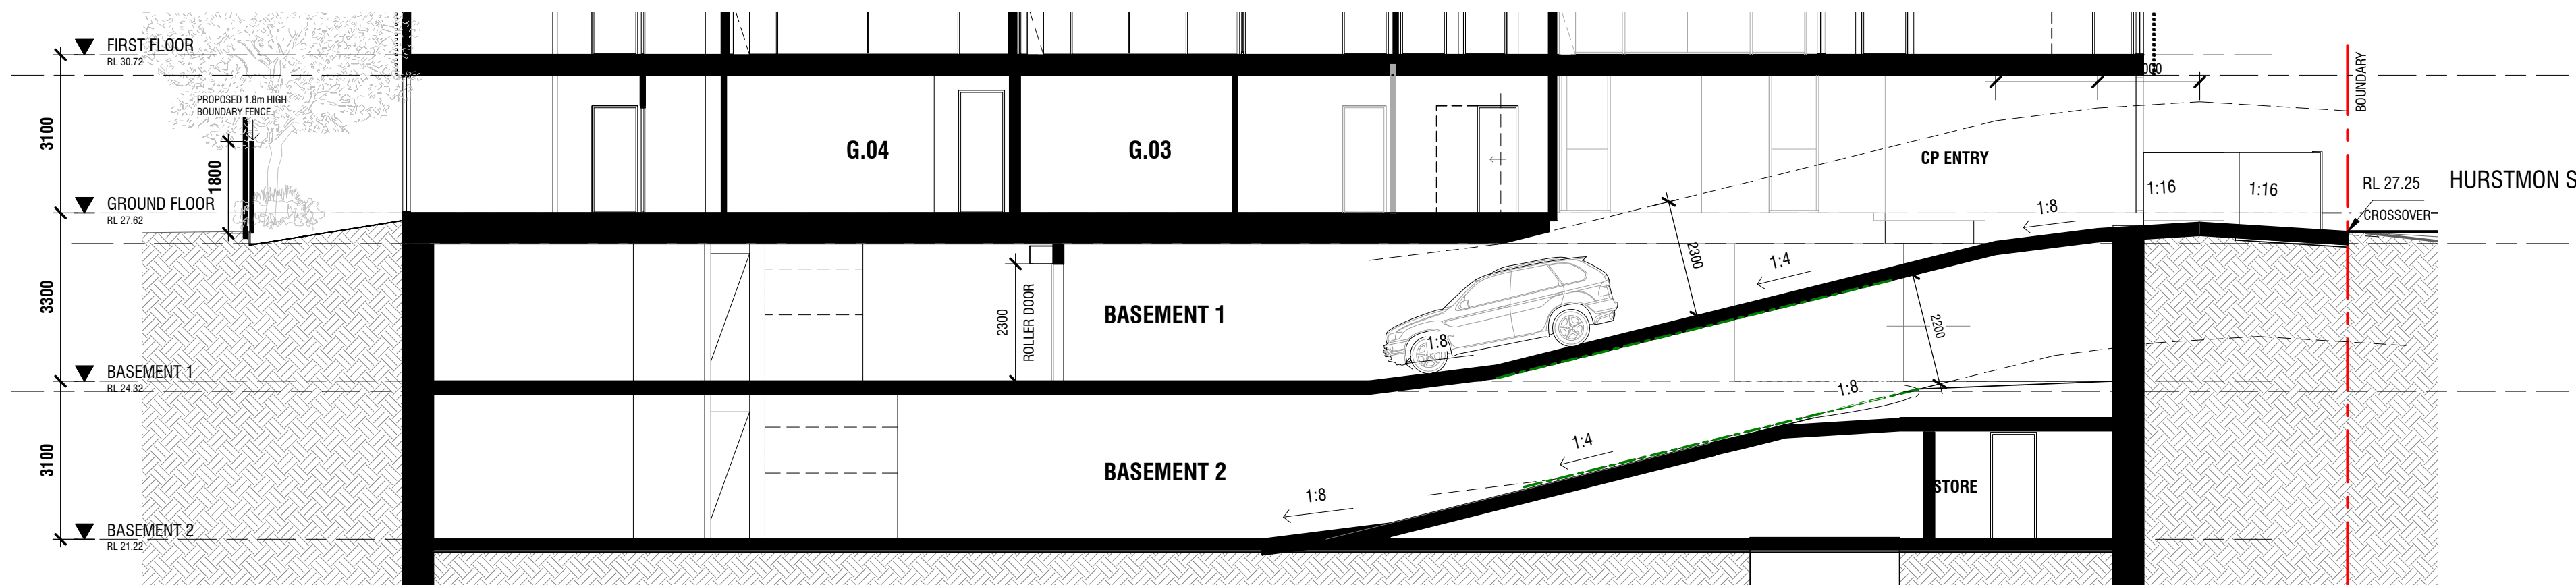 FIRST FLOOR
RL 30.72
PROPOSED 1.8m HIGH
BOUNDARY FENCE.
3100
1800
G.04
G.03
CP ENTRY
BOUNDARY
GROUND FLOOR
RL 27.62
1:16
1:16
RL 27.25
HURSTMON S
CROSSOVER
1:8
2300
1:4
3300
2300
ROLLER DOOR
BASEMENT 1
1:8
2200
BASEMENT 1
RL 24.32
1:8
3100
1:4
BASEMENT 2
1:8
STORE
BASEMENT 2
RL 21.22